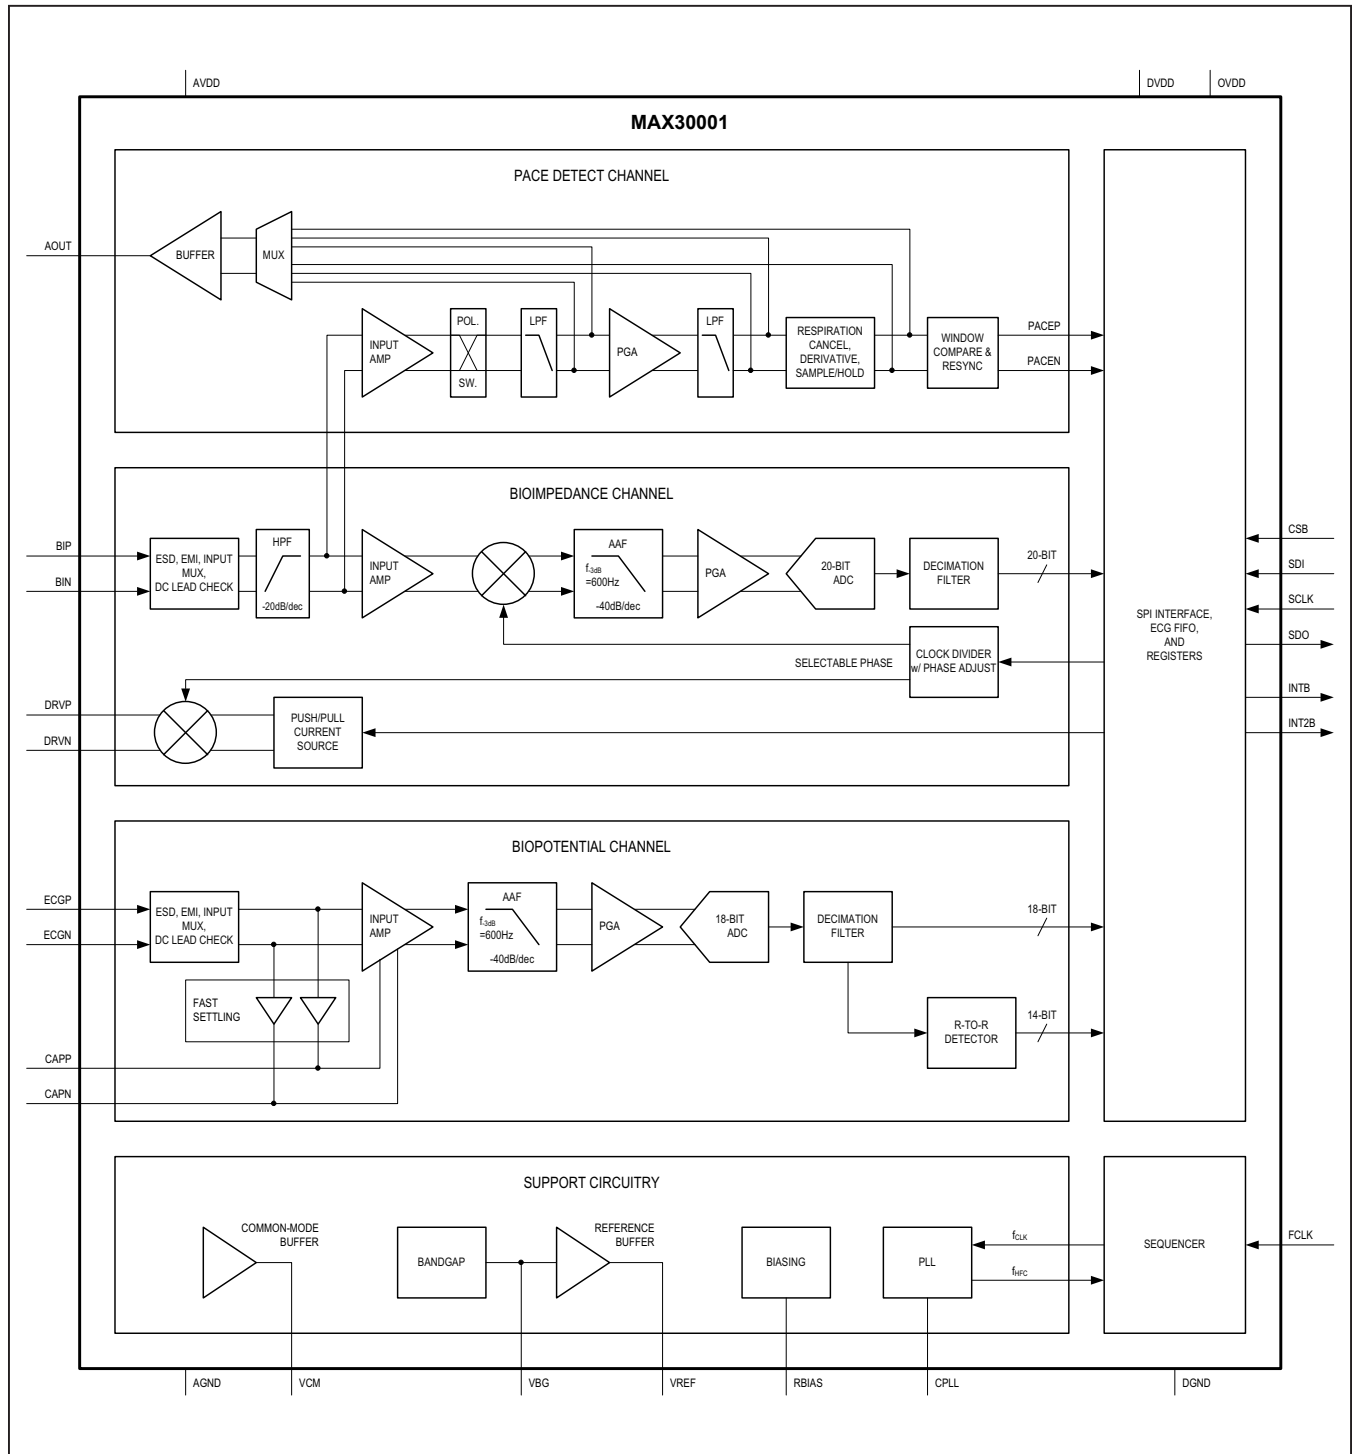 AVDD
DVDD
OVDD
MAX30001
PACE DETECT CHANNEL
AOUT
BUFFER
MUX
INPUT
AMP
POL.
SW.
LPF
PGA
LPF
RESPIRATION
CANCEL,
DERIVATIVE,
SAMPLE/HOLD
WINDOW
COMPARE &
RESYNC
PACEP
PACEN
BIOIMPEDANCE CHANNEL
BIP
BIN
ESD, EMI, INPUT
MUX,
DC LEAD CHECK
HPF
-20dB/dec
INPUT
AMP
AAF
f-3dB
=600Hz
-40dB/dec
PGA
20-BIT
ADC
DECIMATION
FILTER
20-BIT
SELECTABLE PHASE
CLOCK DIVIDER
w/ PHASE ADJUST
DRVP
DRVN
PUSH/PULL
CURRENT
SOURCE
SPI INTERFACE,
ECG FIFO,
AND
REGISTERS
CSB
SDI
SCLK
SDO
INTB
INT2B
BIOPOTENTIAL CHANNEL
ECGP
ECGN
ESD, EMI, INPUT
MUX,
DC LEAD CHECK
INPUT
AMP
AAF
f-3dB
=600Hz
-40dB/dec
PGA
18-BIT
ADC
DECIMATION
FILTER
18-BIT
FAST
SETTLING
R-TO-R
DETECTOR
14-BIT
CAPP
CAPN
SUPPORT CIRCUITRY
COMMON-MODE
BUFFER
BANDGAP
REFERENCE
BUFFER
BIASING
PLL
fCLK
fHFC
SEQUENCER
FCLK
AGND
VCM
VBG
VREF
RBIAS
CPLL
DGND